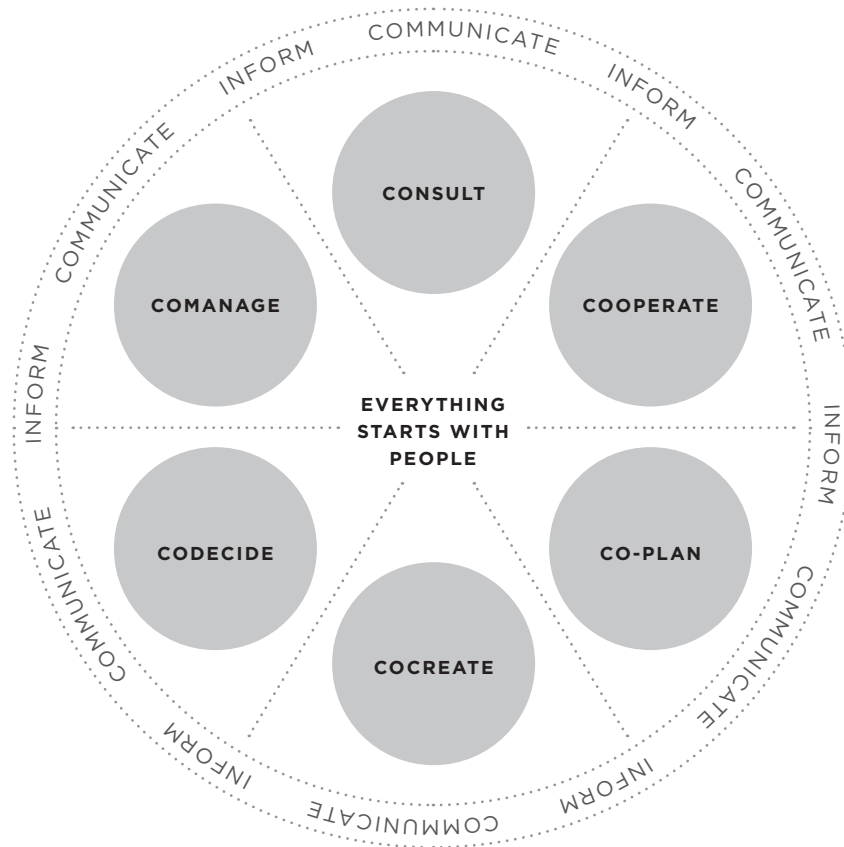 COMMUNICATE
INFORM
COMMUNICATE
INFORM
COMMUNICATE
INFORM
COMMUNICATE
INFORM
COMMUNICATE
INFORM
COMMUNICATE
INFORM
CONSULT
COOPERATE
CO-PLAN
COCREATE
CODECIDE
COMANAGE
EVERYTHING
STARTS WITH
PEOPLE